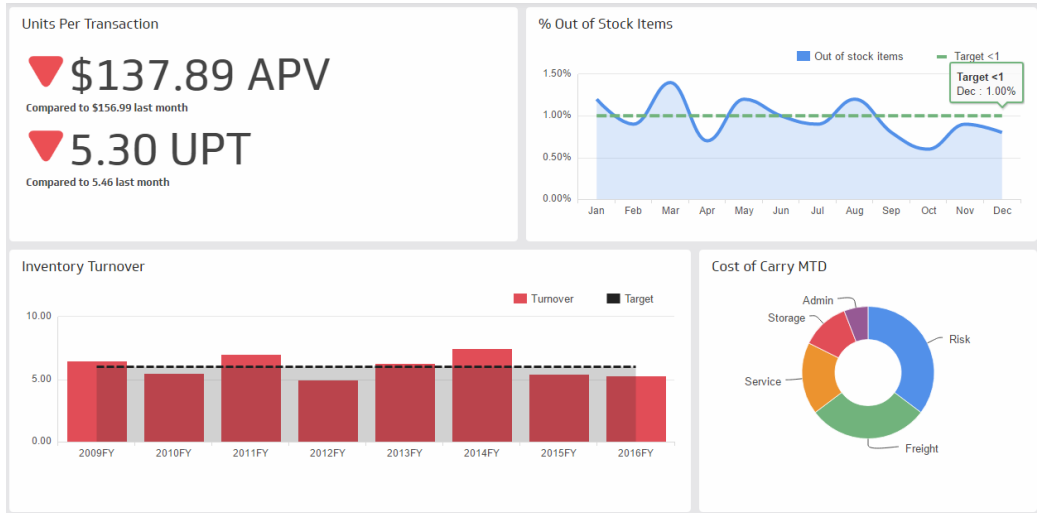 Units Per Transaction
$137.89 APV
Compared to $156.99 last month
5.30 UPT
Compared to 5.46 last month
% Out of Stock Items
Out of stock items
Target <1
Target <1
Dec : 1.00%
1.50%
1.00%
0.50%
0.00%
Jan Feb Mar Apr May Jun Jul Aug Sep Oct Nov Dec
Inventory Turnover
Turnover
Target
10.00
5.00
0.00
2009FY 2010FY 2011FY 2012FY 2013FY 2014FY 2015FY 2016FY
Cost of Carry MTD
Admin
Storage
Risk
Service
Freight